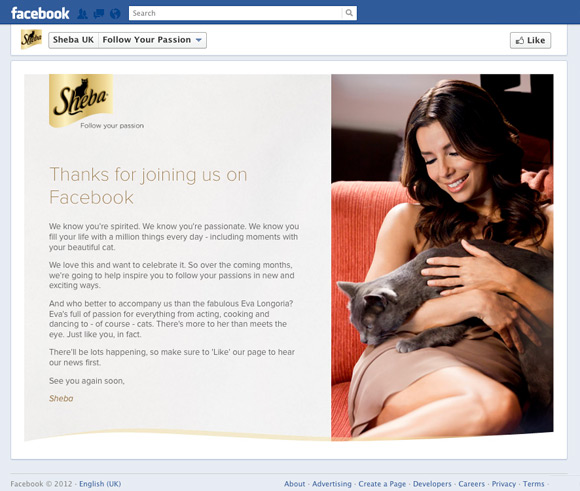 facebook
Search
Sheba UK
Follow Your Passion
Like
Sheba
Follow your passion
Thanks for joining us on
Facebook
We know you're spirited. We know you're passionate. We know you
fill your life with a million things every day - including moments with
your beautiful cat.
We love this and want to celebrate it. So over the coming months,
we're going to help inspire you to follow your passions in new and
exciting ways.
And who better to accompany us than the fabulous Eva Longoria?
Eva's full of passion for everything from acting, cooking and
dancing to - of course - cats. There's more to her than meets the
eye. Just like you, in fact.
There'll be lots happening, so make sure to 'Like' our page to hear
our news first.
See you again soon,
Sheba
Facebook © 2012 · English (UK)
About · Advertising · Create a Page · Developers · Careers · Privacy · Terms ·